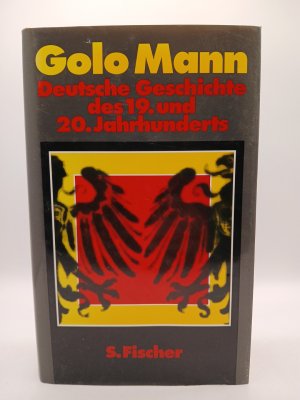 Golo Mann
Deutsche Geschichte
des 19. und
20. Jahrhunderts
S. Fischer